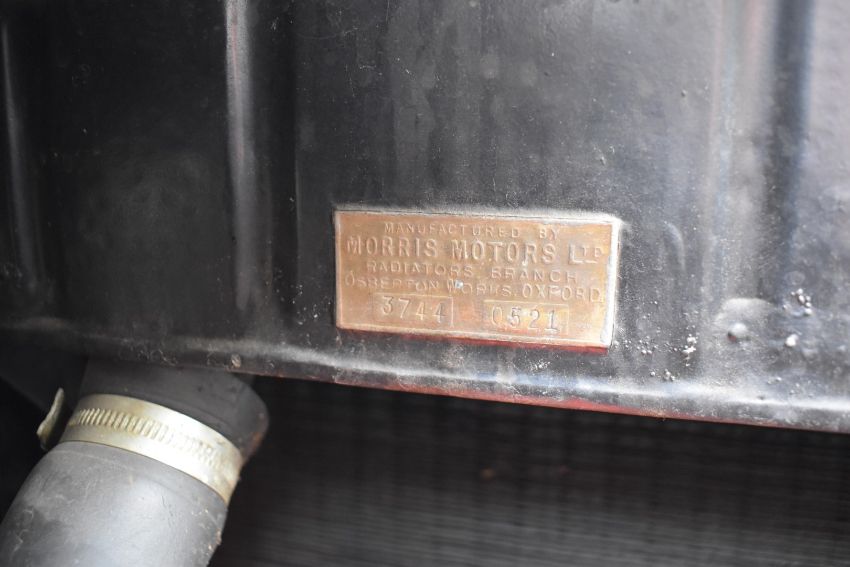 MANUFACTURED BY
MORRIS MOTORS LTD
RADIATORS BRANCH
OSBERTON WORKS. OXFORD.
3744 0521